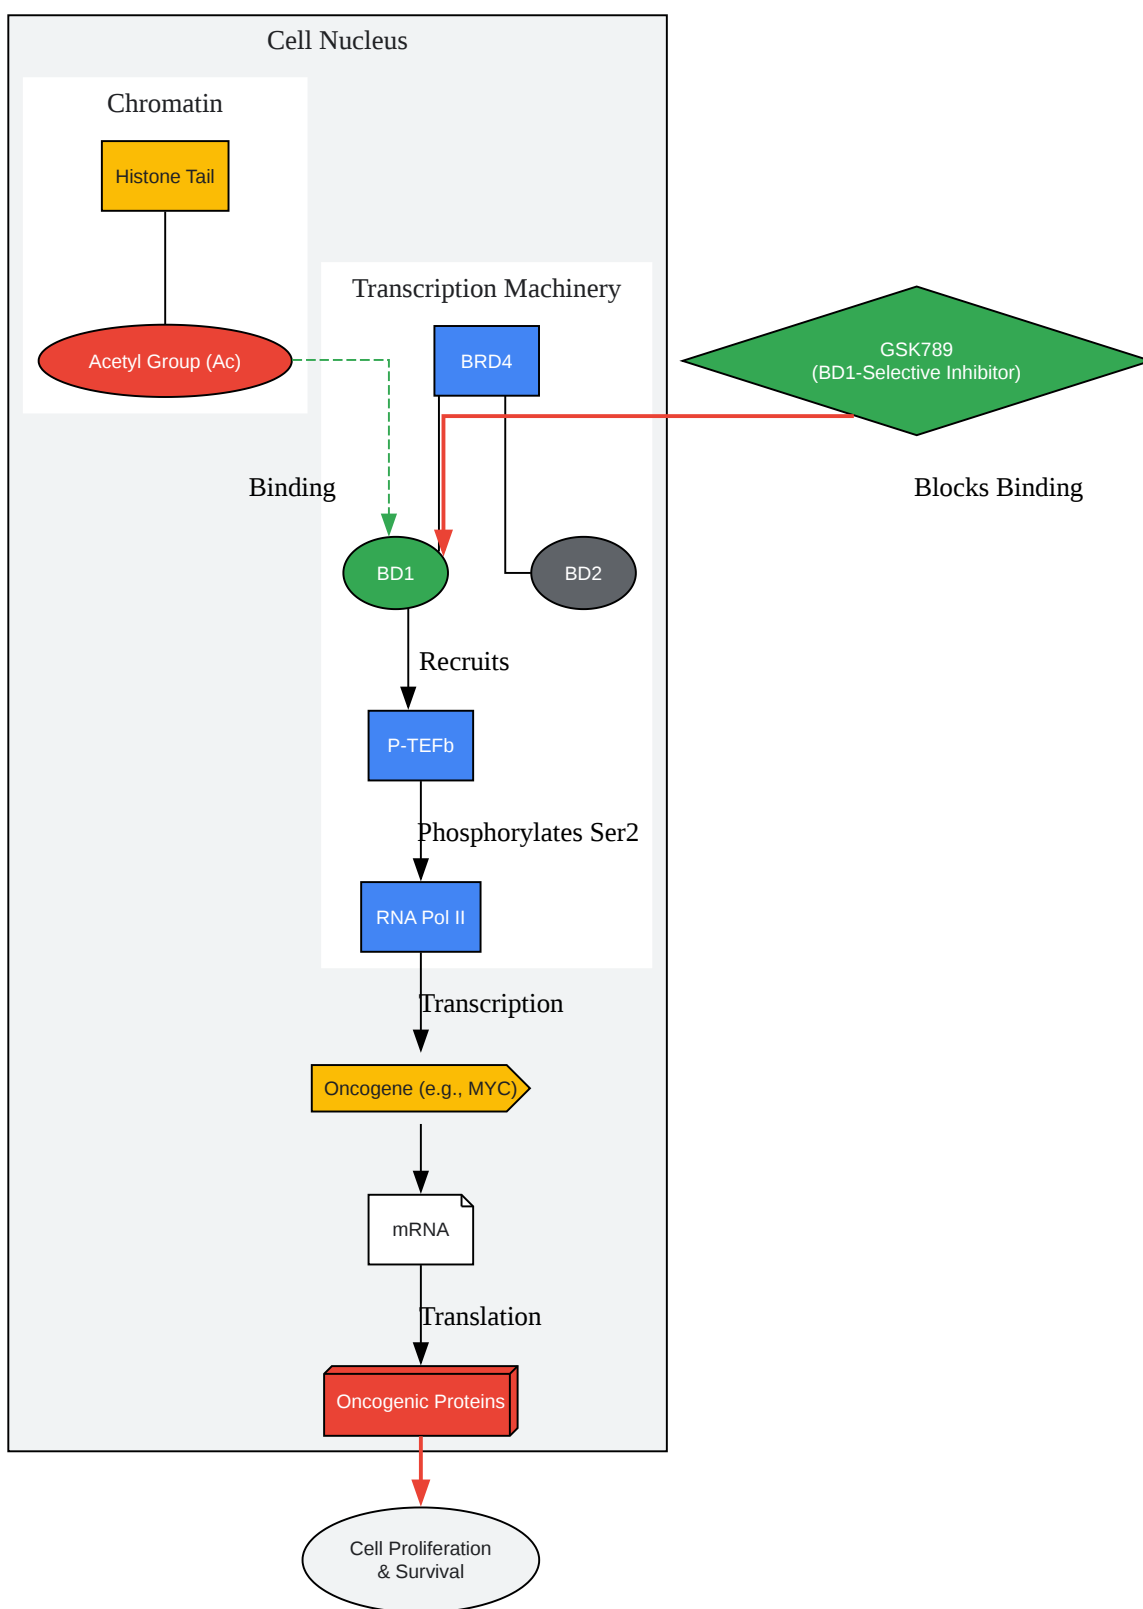 Cell Nucleus
Chromatin
Histone Tail
Transcription Machinery
Acetyl Group (Ac)
BRD4
GSK789
(BD1-Selective Inhibitor)
Binding
Blocks Binding
BD1
BD2
Recruits
P-TEFb
Phosphorylates Ser2
RNA Pol II
Transcription
Oncogene (e.g., MYC)
mRNA
Translation
Oncogenic Proteins
Cell Proliferation
& Survival